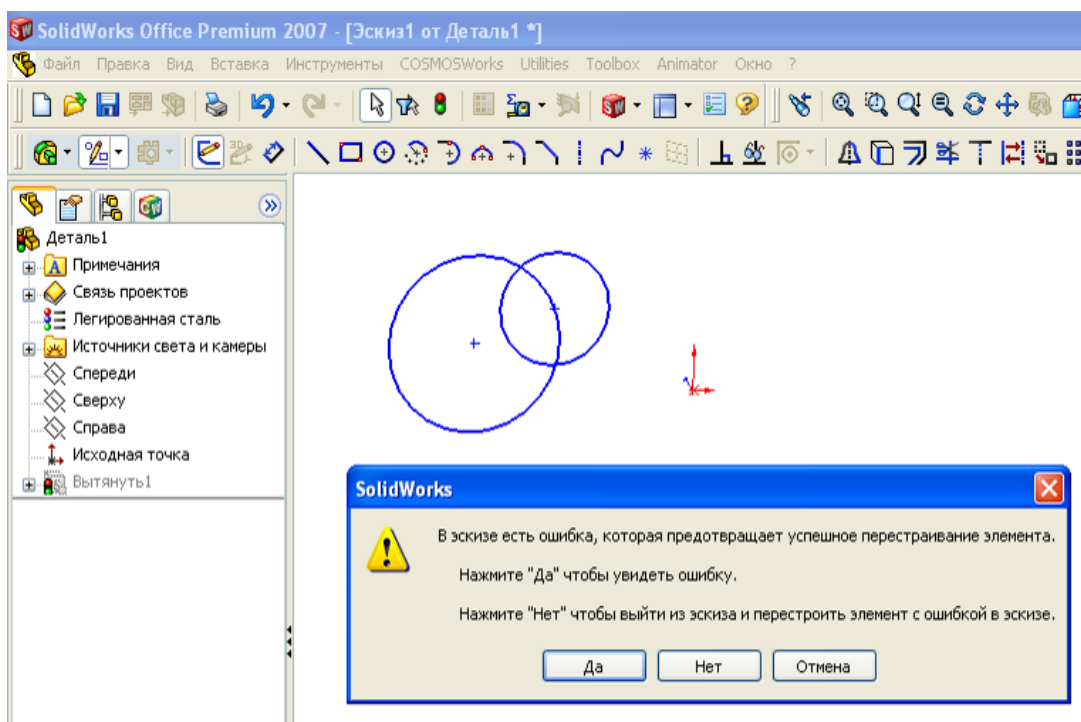 SolidWorks Office Premium 2007 - [Эскиз1 от Деталь1 *]
Файл Правка Вид Вставка Инструменты COSMOSWorks Utilities Toolbox Animator Окно ?
Деталь1
Примечания
Связь проектов
Легированная сталь
Источники света и камеры
Спереди
Сверху
Справа
Исходная точка
Вытянуть1
SolidWorks
В эскизе есть ошибка, которая предотвращает успешное перестраивание элемента.
Нажмите "Да" чтобы увидеть ошибку.
Нажмите "Нет" чтобы выйти из эскиза и перестроить элемент с ошибкой в эскизе.
Да Нет Отмена